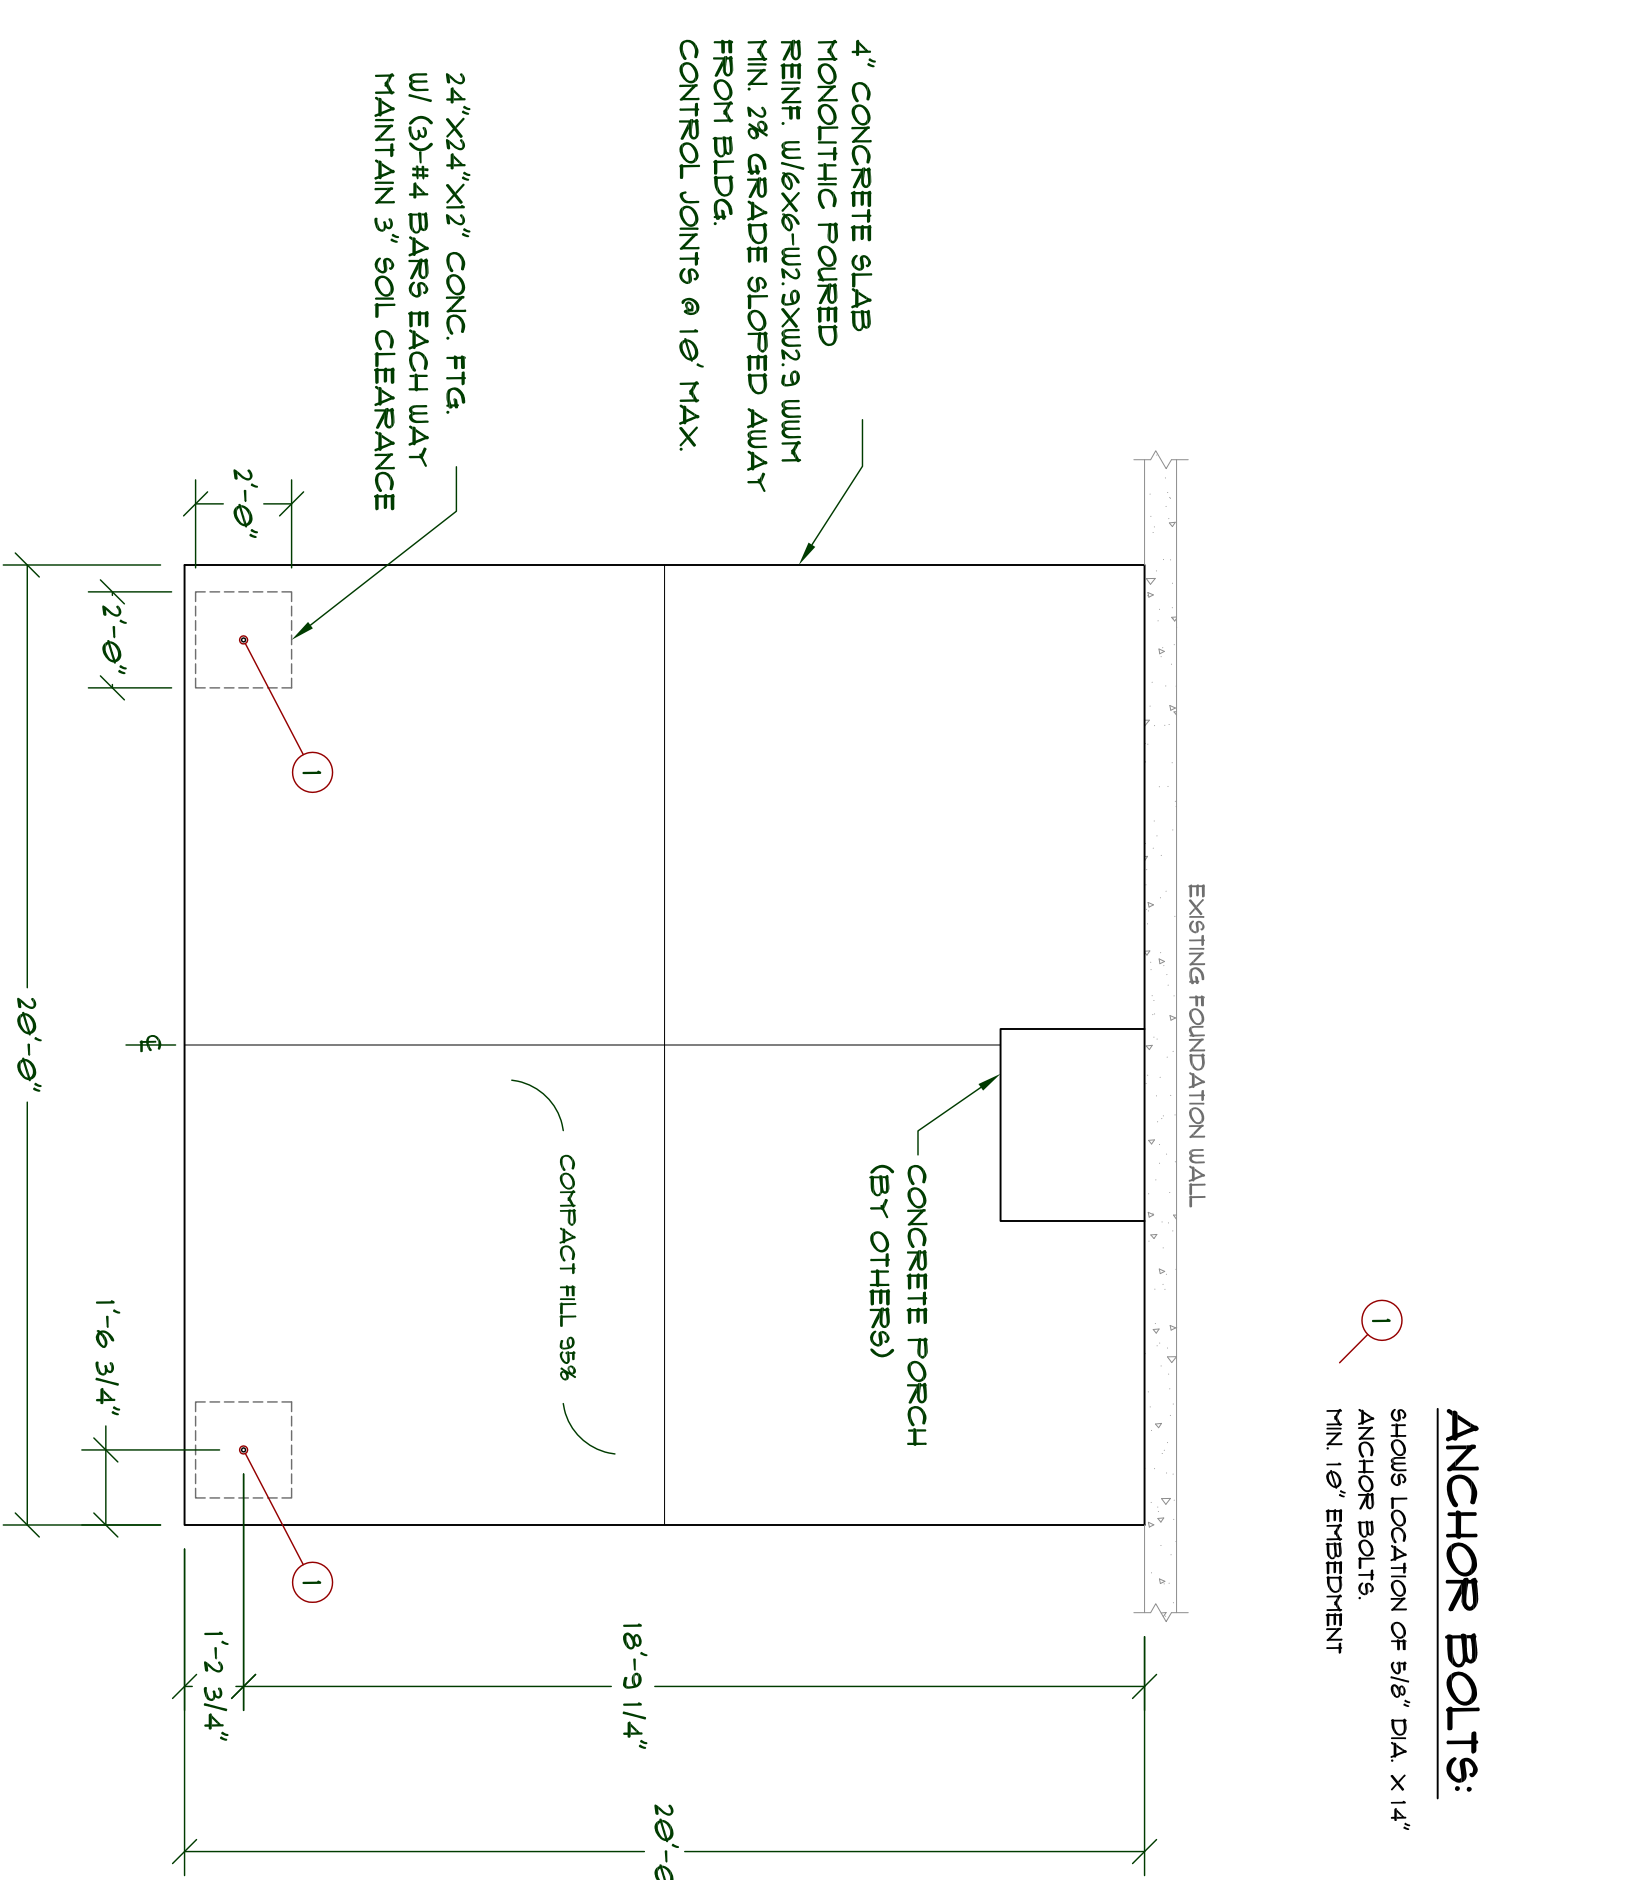 ANCHOR BOLTS:
1
SHOWS LOCATION OF 5/8" DIA. X 14"
ANCHOR BOLTS.
MIN. 10" EMBEDMENT
EXISTING FOUNDATION WALL
4" CONCRETE SLAB
MONOLITHIC POURED
REINF. W/6X6-W2.9XW2.9 WWM
MIN. 2% GRADE SLOPED AWAY
FROM BLDG.
CONTROL JOINTS @ 10' MAX.
CONCRETE PORCH
(BY OTHERS)
18'-9 1/4"
COMPACT FILL 95%
24"X24"X12" CONC. FTG.
W/ (3)-#4 BARS EACH WAY
MAINTAIN 3" SOIL CLEARANCE
1
1
2'-0"
1'-2 3/4"
℄
2'-0"
1'-6 3/4"
20'-0"